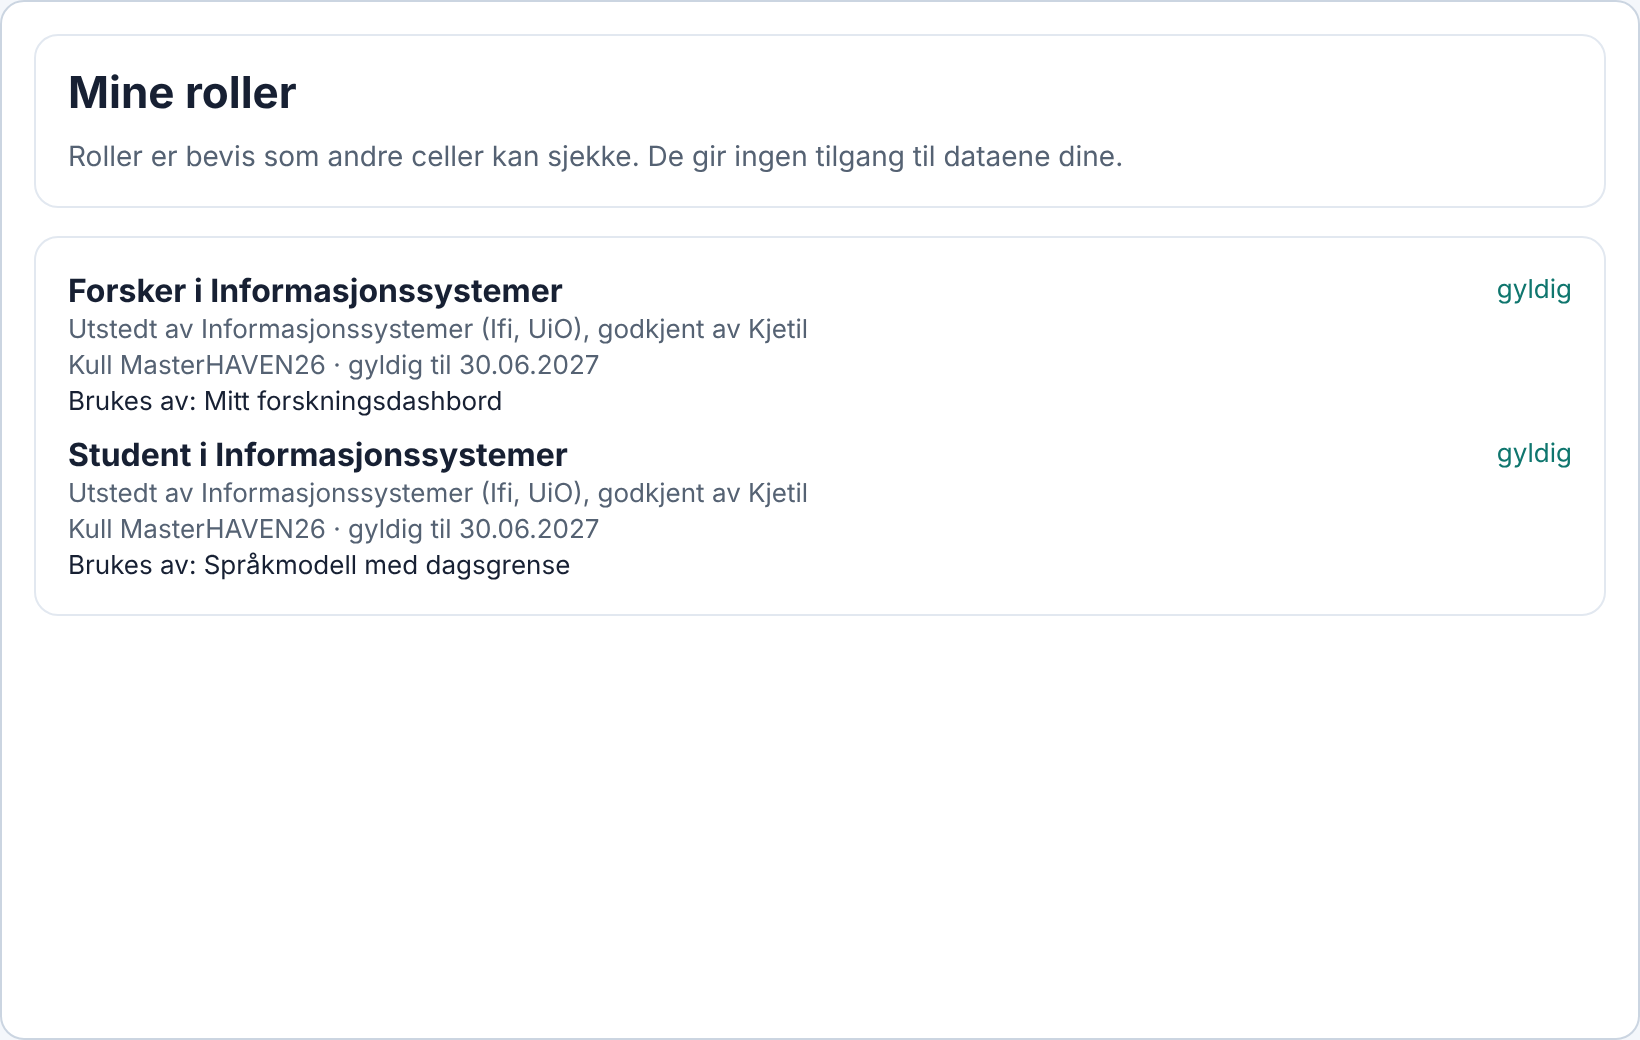 Mine roller
Roller er bevis som andre celler kan sjekke. De gir ingen tilgang til dataene dine.
Forsker i Informasjonssystemer
gyldig
Utstedt av Informasjonssystemer (Ifi, UiO), godkjent av Kjetil
Kull MasterHAVEN26 · gyldig til 30.06.2027
Brukes av: Mitt forskningsdashbord
Student i Informasjonssystemer
gyldig
Utstedt av Informasjonssystemer (Ifi, UiO), godkjent av Kjetil
Kull MasterHAVEN26 · gyldig til 30.06.2027
Brukes av: Språkmodell med dagsgrense